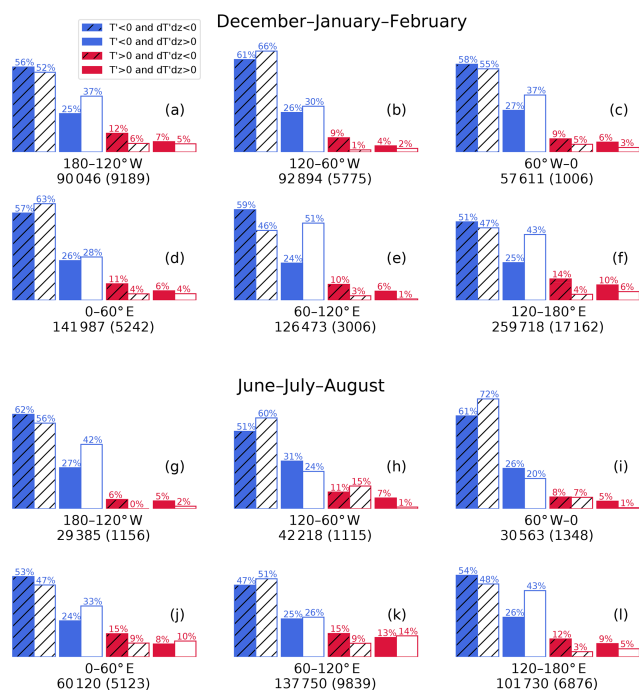 December–January–February
T'<0 and dT'dz<0
T'<0 and dT'dz>0
T'>0 and dT'dz<0
T'>0 and dT'dz>0
56% 52% 25% 37% 12% 6% 7% 5%
(a)
180–120°W
90 046 (9189)
61% 66% 26% 30% 9% 1% 4% 2%
(b)
120–60°W
92 894 (5775)
58% 55% 27% 37% 9% 5% 6% 3%
(c)
60°W–0
57 611 (1006)
57% 63% 26% 28% 11% 4% 6% 4%
(d)
0–60°E
141 987 (5242)
59% 46% 24% 51% 10% 3% 6% 1%
(e)
60–120°E
126 473 (3006)
51% 47% 25% 43% 14% 4% 10% 6%
(f)
120–180°E
259 718 (17 162)
June–July–August
62% 56% 27% 42% 6% 0% 5% 2%
(g)
180–120°W
29 385 (1156)
51% 60% 31% 24% 11% 15% 7% 1%
(h)
120–60°W
42 218 (1115)
61% 72% 26% 20% 8% 7% 5% 1%
(i)
60°W–0
30 563 (1348)
53% 47% 24% 33% 15% 9% 8% 10%
(j)
0–60°E
60 120 (5123)
47% 51% 25% 26% 15% 9% 13% 14%
(k)
60–120°E
137 750 (9839)
54% 48% 26% 43% 12% 3% 9% 5%
(l)
120–180°E
101 730 (6876)